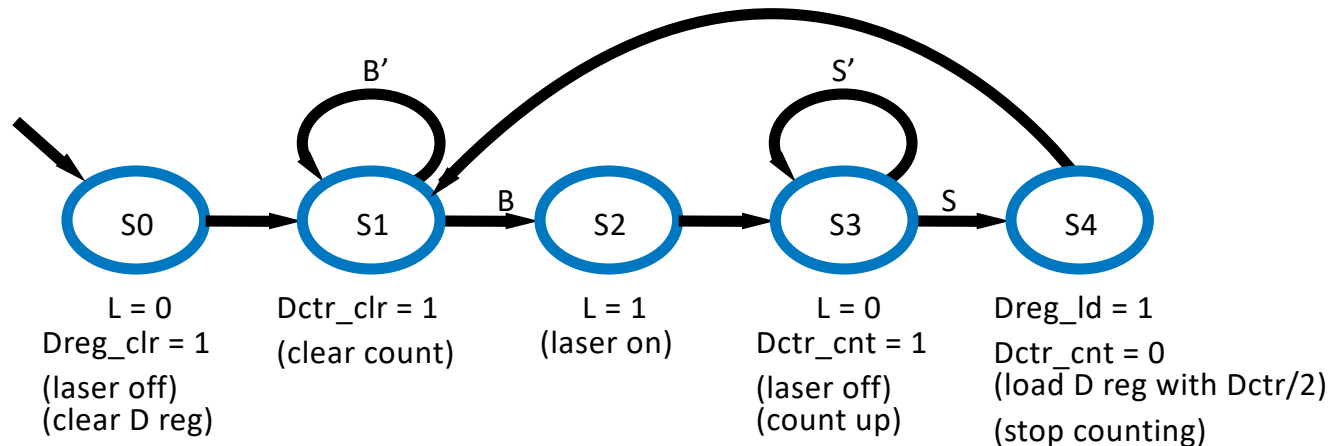 B’
S’
S0
S1
B
S2
S3
S
S4
L = 0
Dreg_clr = 1
(laser off)
(clear D reg)
Dctr_clr = 1
(clear count)
L = 1
(laser on)
L = 0
Dctr_cnt = 1
(laser off)
(count up)
Dreg_ld = 1
Dctr_cnt = 0
(load D reg with Dctr/2)
(stop counting)